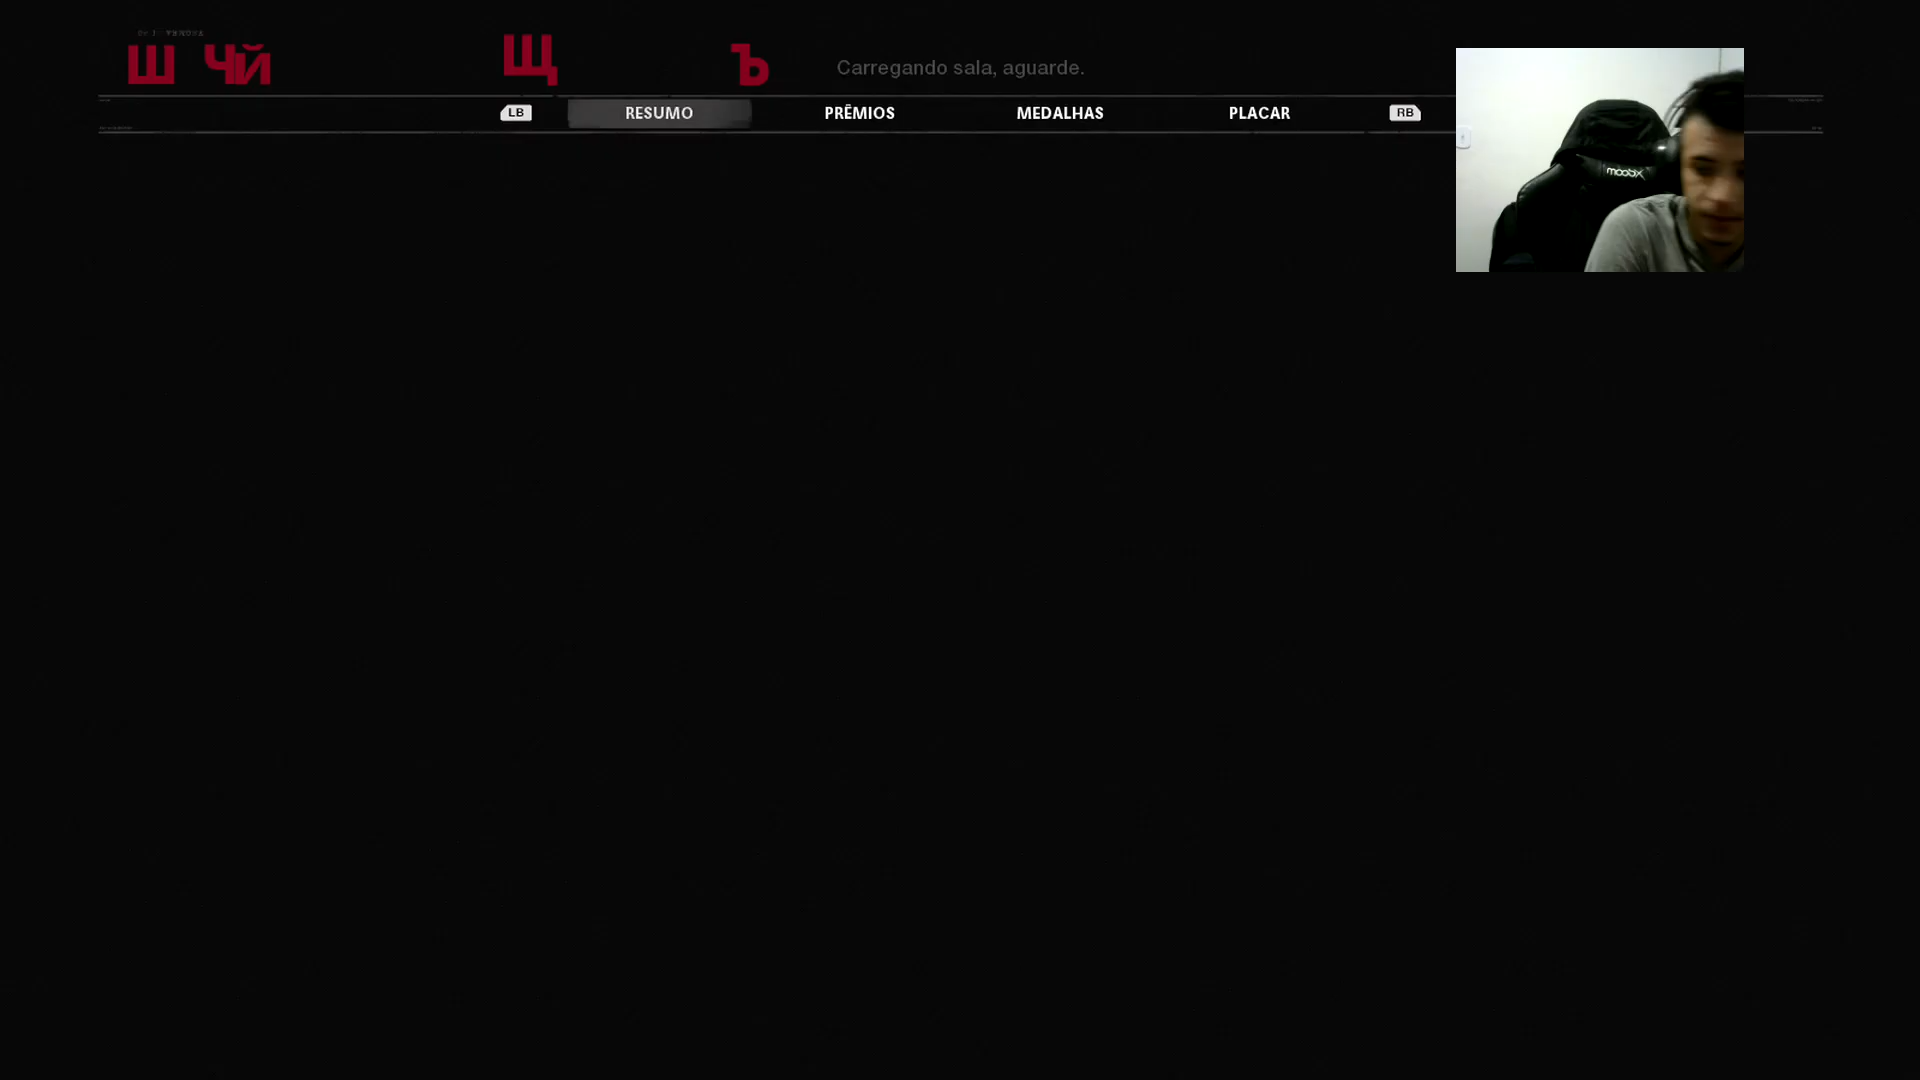 Ш ЧЙ Щ Ъ
Carregando sala, aguarde.
LB RESUMO PRÊMIOS MEDALHAS PLACAR RB
moobx